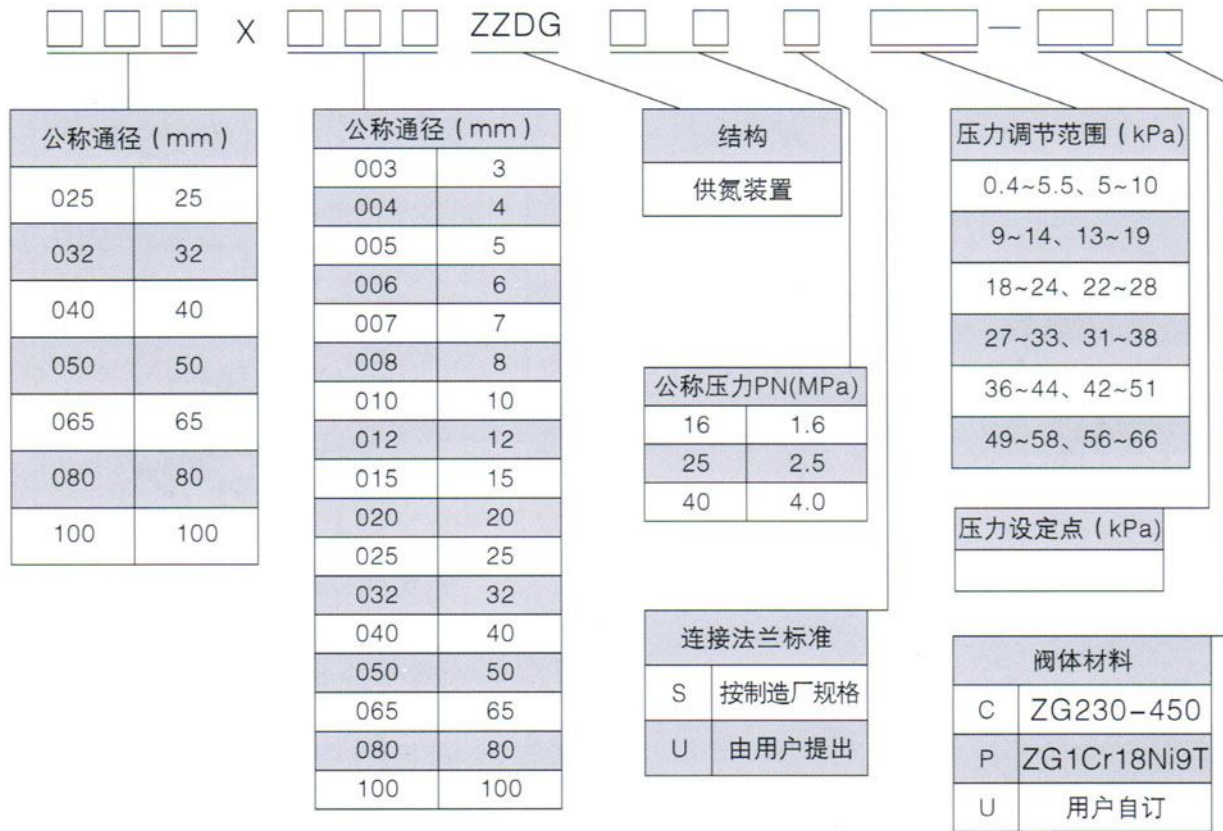 □□□ X □□□ ZZDG □ □ □ □ — □ □
公称通径（mm）
025 25
032 32
040 40
050 50
065 65
080 80
100 100
公称通径（mm）
003 3
004 4
005 5
006 6
007 7
008 8
010 10
012 12
015 15
020 20
025 25
032 32
040 40
050 50
065 65
080 80
100 100
结构
供氮装置
公称压力PN(MPa)
16 1.6
25 2.5
40 4.0
连接法兰标准
S 按制造厂规格
U 由用户提出
压力调节范围（kPa)
0.4~5.5、5~10
9~14、13~19
18~24、22~28
27~33、31~38
36~44、42~51
49~58、56~66
压力设定点（kPa)
阀体材料
C ZG230-450
P ZG1Cr18Ni9T
U 用户自订